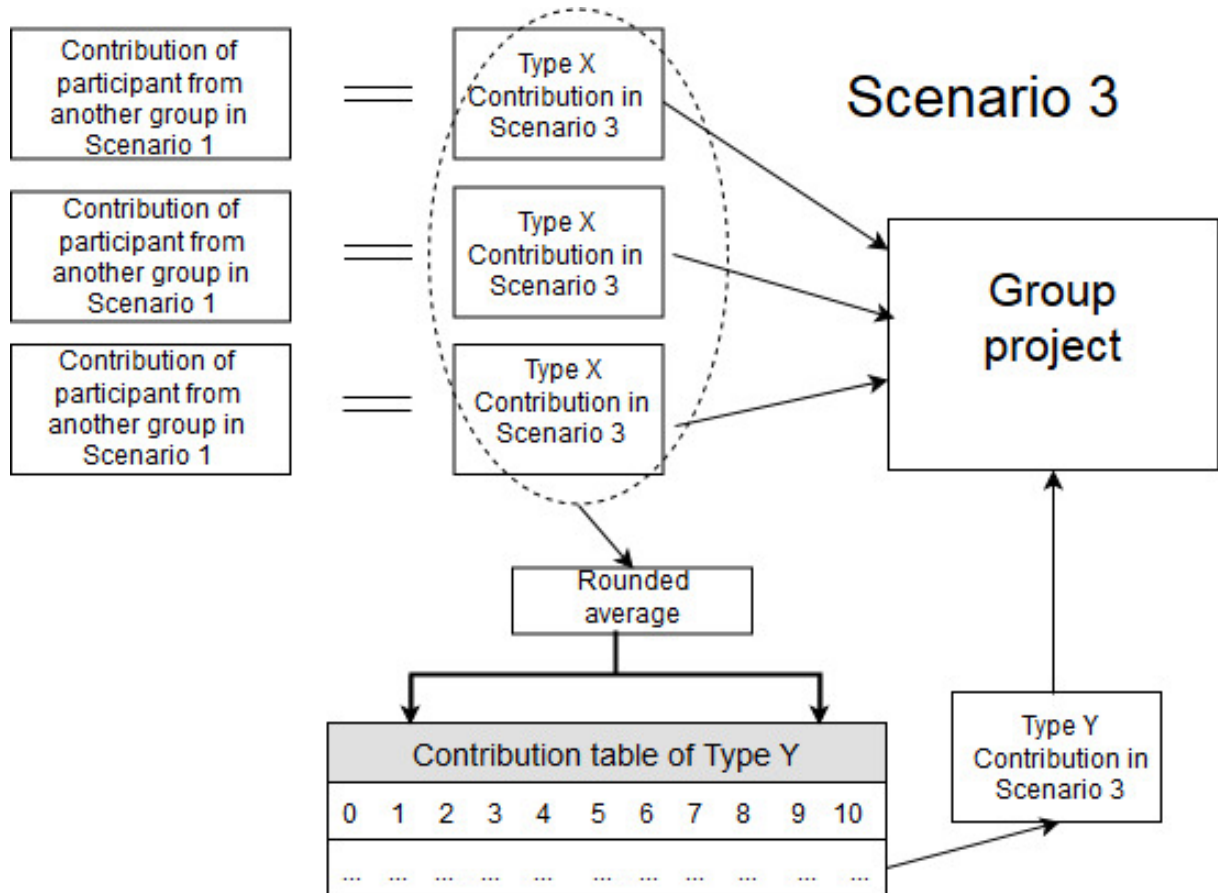 Contribution of
participant from
another group in
Scenario 1
Type X
Contribution in
Scenario 3
Scenario 3
Contribution of
participant from
another group in
Scenario 1
Type X
Contribution in
Scenario 3
Group
project
Contribution of
participant from
another group in
Scenario 1
Type X
Contribution in
Scenario 3
Rounded
average
Contribution table of Type Y
0 1 2 3 4 5 6 7 8 9 10
... ... ... ... ... ... ... ... ... ... ...
Type Y
Contribution in
Scenario 3